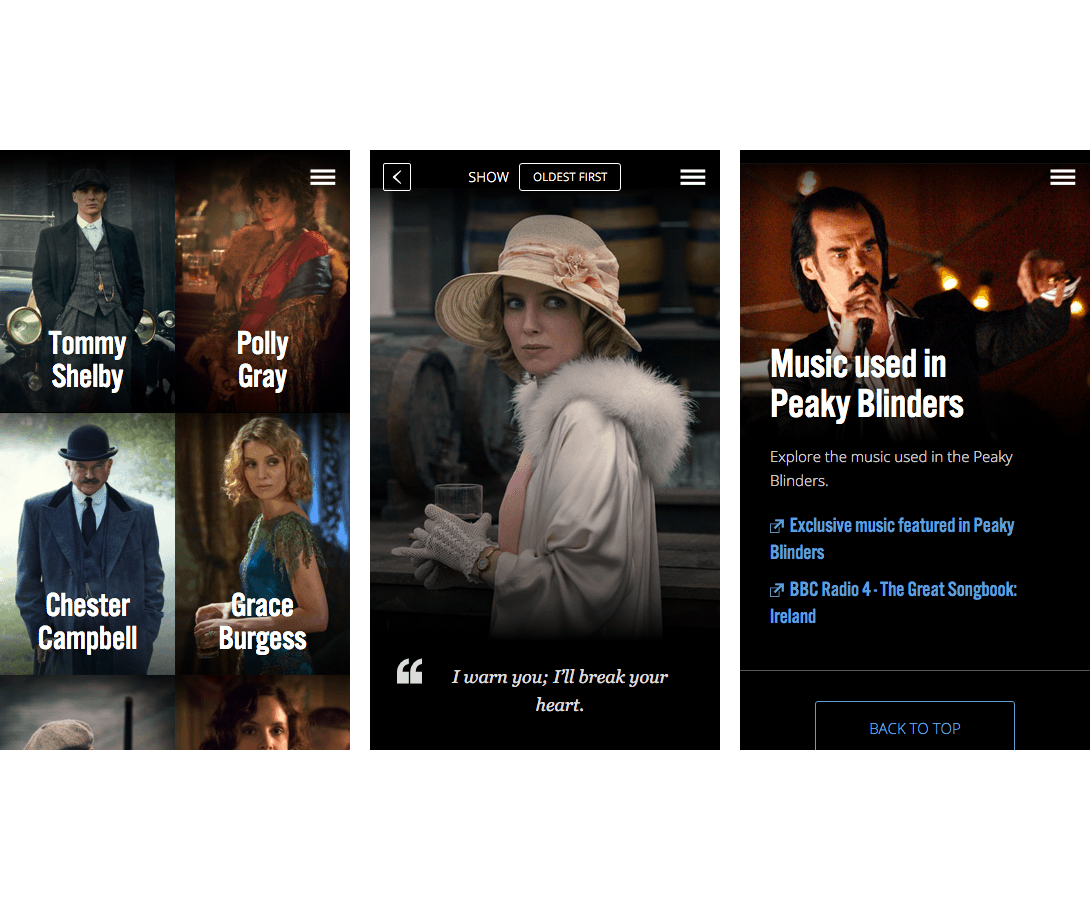 Tommy
Shelby
Polly
Gray
Chester
Campbell
Grace
Burgess
SHOW OLDEST FIRST
“ I warn you; I’ll break your
heart.
Music used in
Peaky Blinders
Explore the music used in the Peaky
Blinders.
Exclusive music featured in Peaky
Blinders
BBC Radio 4 - The Great Songbook:
Ireland
BACK TO TOP